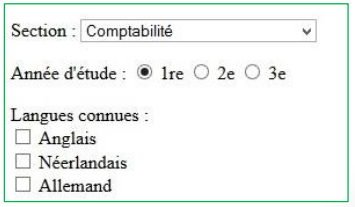 Section : Comptabilité
Année d'étude : 1re 2e 3e
Langues connues :
Anglais
Néerlandais
Allemand